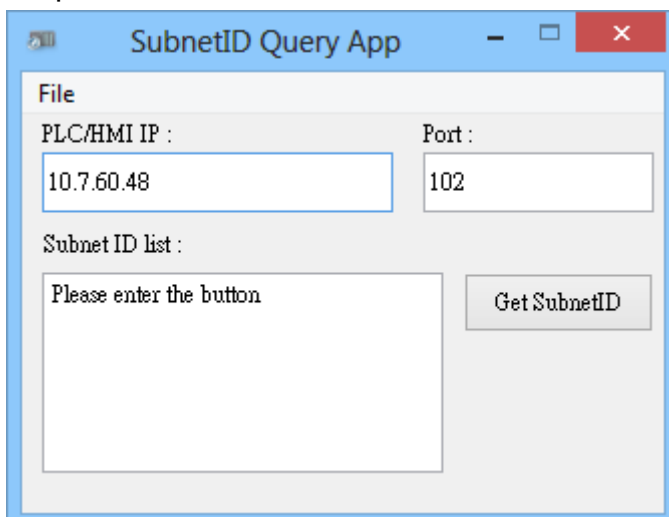 SubnetID Query App
File
PLC/HMI IP :
Port :
10.7.60.48
102
Subnet ID list :
Please enter the button
Get SubnetID